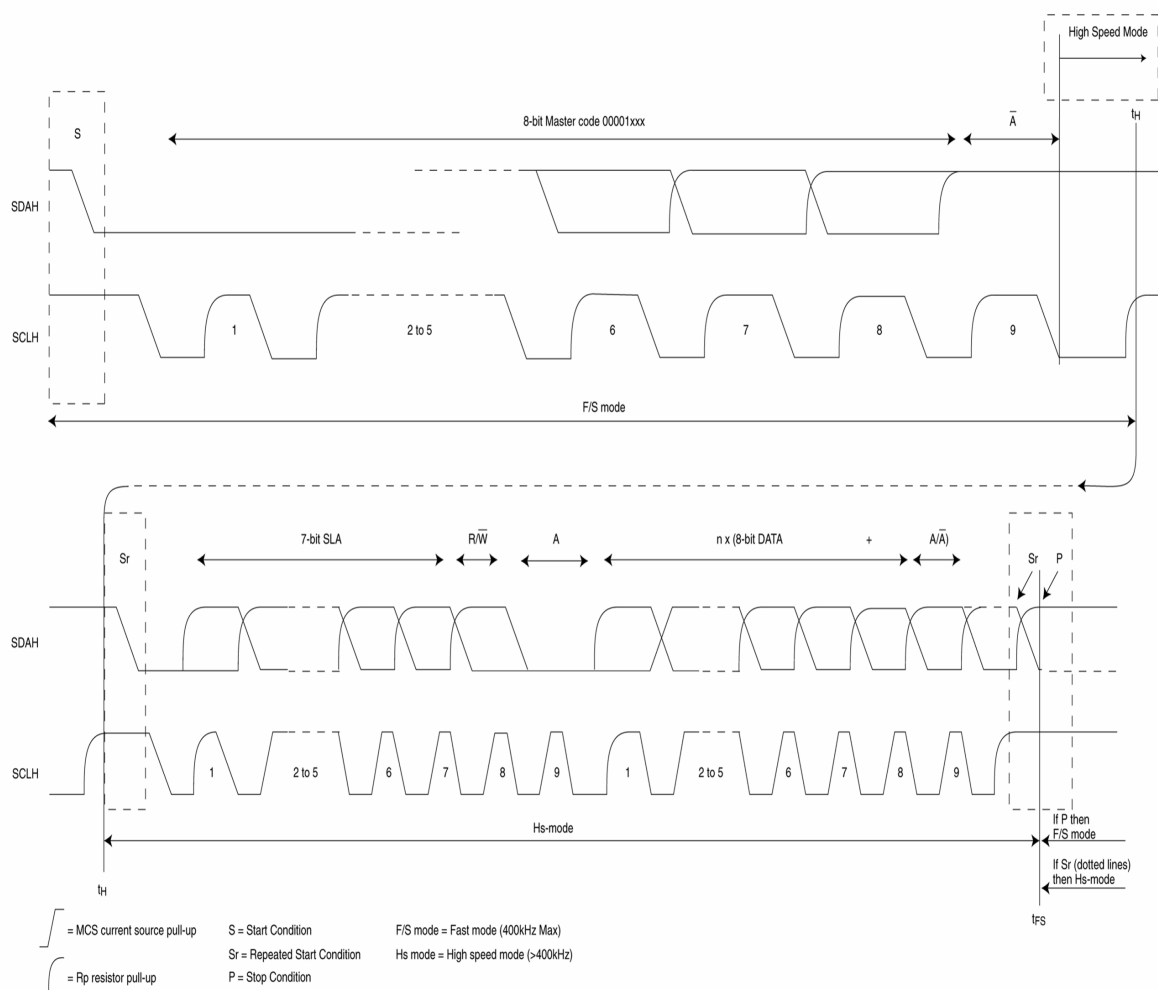 High Speed Mode
S
8-bit Master code 00001xxx
A̅
tH
SDAH
SCLH
1
2 to 5
6
7
8
9
F/S mode
Sr
7-bit SLA
R/W̅
A
n x (8-bit DATA
+
A/A̅)
Sr
P
SDAH
SCLH
1
2 to 5
6
7
8
9
1
2 to 5
6
7
8
9
Hs-mode
If P then
F/S mode
If Sr (dotted lines)
then Hs-mode
tH
tFS
= MCS current source pull-up
S = Start Condition
F/S mode = Fast mode (400kHz Max)
Sr = Repeated Start Condition
Hs mode = High speed mode (>400kHz)
= Rp resistor pull-up
P = Stop Condition